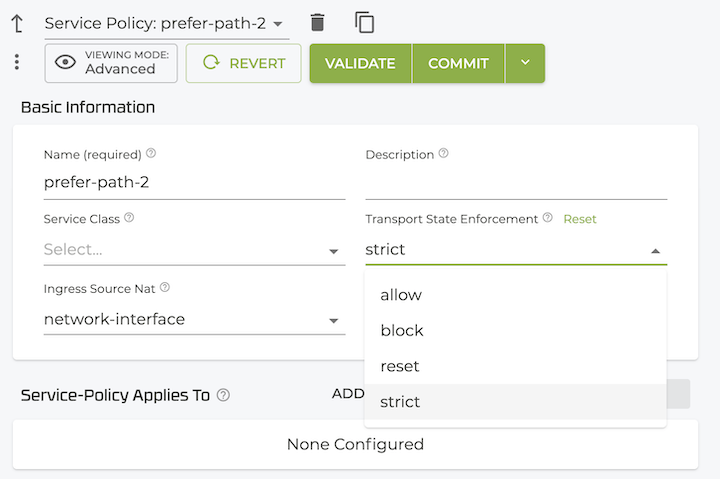 Service Policy: prefer-path-2
VIEWING MODE:
Advanced
REVERT
VALIDATE
COMMIT
Basic Information
Name (required)
Description
prefer-path-2
Service Class
Transport State Enforcement
Reset
Select...
strict
Ingress Source Nat
network-interface
allow
block
reset
strict
Service-Policy Applies To
ADD
None Configured